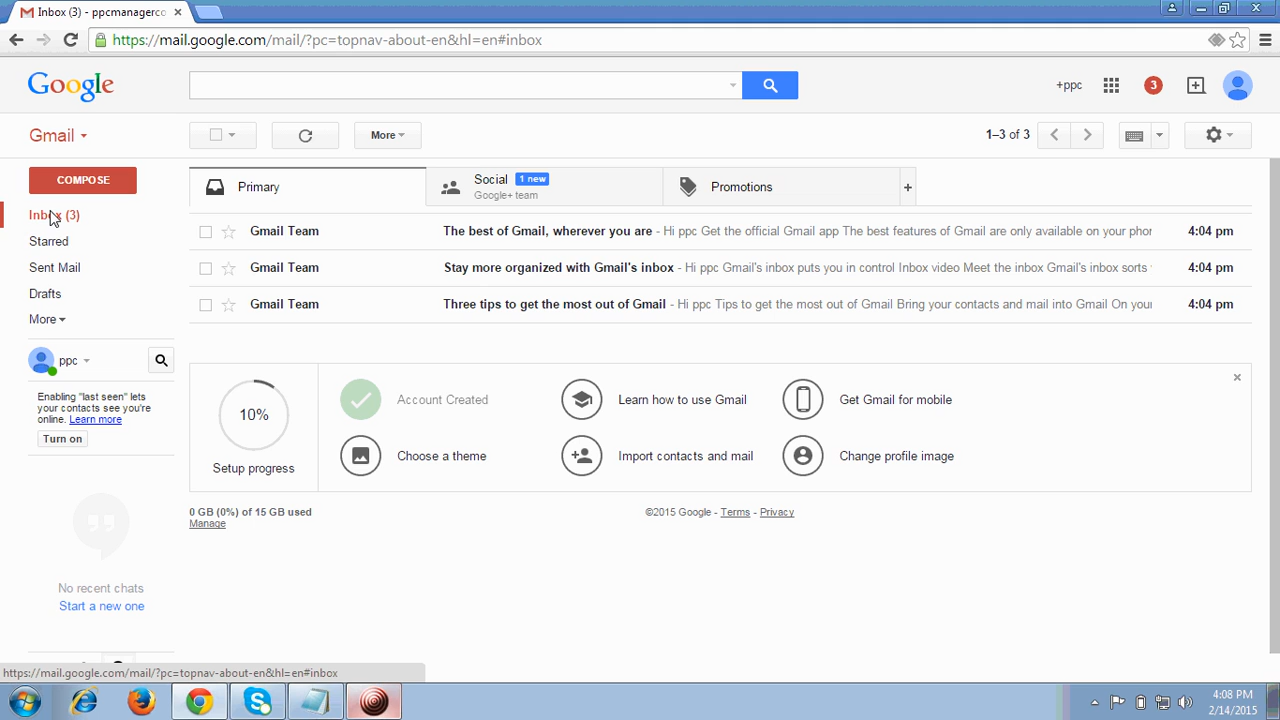 Inbox (3) - ppcmanagerco
https://mail.google.com/mail/?pc=topnav-about-en&hl=en#inbox
Google
+ppc
3
Gmail
More
1–3 of 3
COMPOSE
Inbox (3)
Starred
Sent Mail
Drafts
More
Primary
Social 1 new
Google+ team
Promotions
+
Gmail Team The best of Gmail, wherever you are - Hi ppc Get the official Gmail app The best features of Gmail are only available on your phor 4:04 pm
Gmail Team Stay more organized with Gmail's inbox - Hi ppc Gmail's inbox puts you in control Inbox video Meet the inbox Gmail's inbox sorts 4:04 pm
Gmail Team Three tips to get the most out of Gmail - Hi ppc Tips to get the most out of Gmail Bring your contacts and mail into Gmail On your 4:04 pm
ppc
Enabling "last seen" lets
your contacts see you're
online. Learn more
Turn on
No recent chats
Start a new one
10%
Setup progress
Account Created
Learn how to use Gmail
Get Gmail for mobile
Choose a theme
Import contacts and mail
Change profile image
0 GB (0%) of 15 GB used
Manage
©2015 Google - Terms - Privacy
https://mail.google.com/mail/?pc=topnav-about-en&hl=en#inbox
4:08 PM
2/14/2015